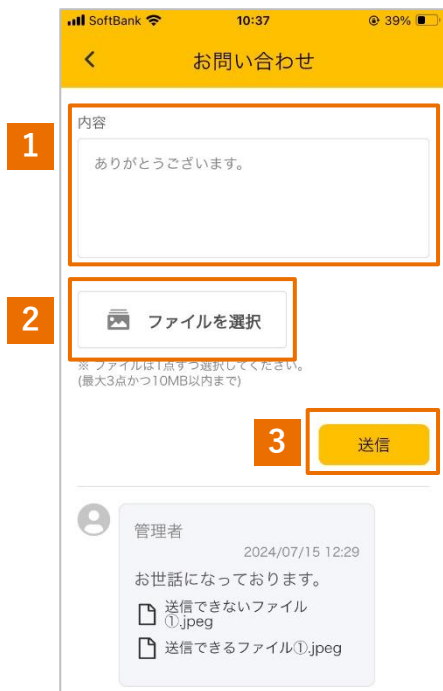 SoftBank 10:37 39%
お問い合わせ
1
内容
ありがとうございます。
2
ファイルを選択
※ ファイルは1点ずつ選択してください。
(最大3点かつ10MB以内まで)
3
送信
管理者
2024/07/15 12:29
お世話になっております。
送信できないファイル
①.jpeg
送信できるファイル①.jpeg